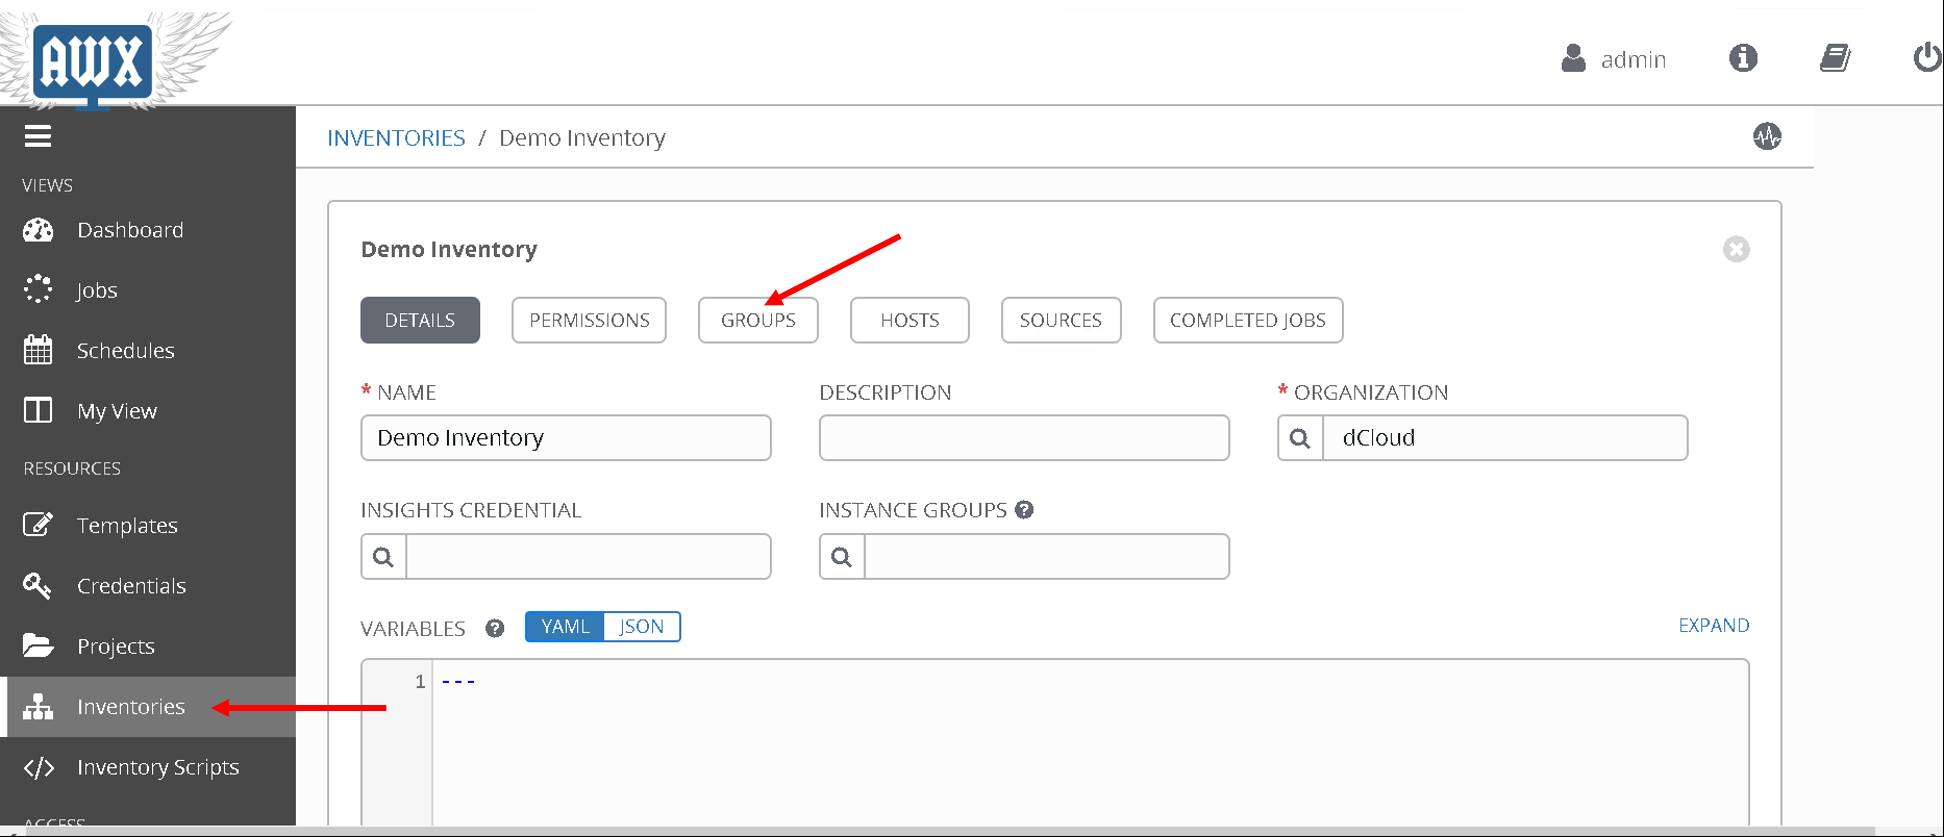 AWX
admin
INVENTORIES / Demo Inventory
VIEWS
Dashboard
Jobs
Schedules
My View
RESOURCES
Templates
Credentials
Projects
Inventories
Inventory Scripts
ACCESS
Demo Inventory
DETAILS PERMISSIONS GROUPS HOSTS SOURCES COMPLETED JOBS
* NAME DESCRIPTION * ORGANIZATION
Demo Inventory dCloud
INSIGHTS CREDENTIAL INSTANCE GROUPS
VARIABLES YAML JSON EXPAND
1 ---